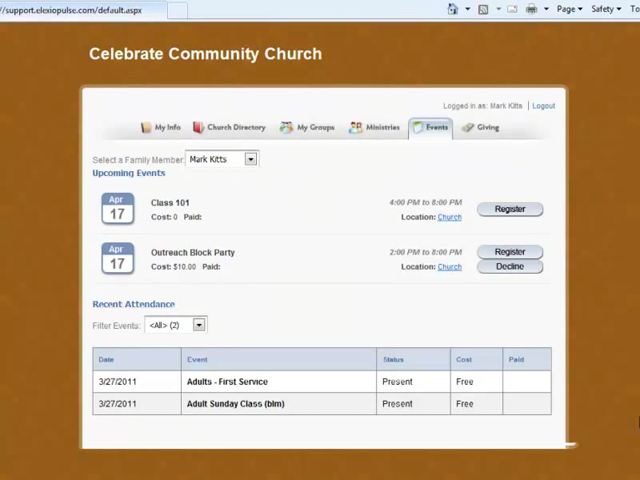 //support.elexiopulse.com/default.aspx
Page Safety
Celebrate Community Church
Logged in as: Mark Kitts | Logout
My Info Church Directory My Groups Ministries Events Giving
Select a Family Member: Mark Kitts
Upcoming Events
Apr 17
Class 101
Cost: 0 Paid:
4:00 PM to 8:00 PM
Location: Church
Register
Apr 17
Outreach Block Party
Cost: $10.00 Paid:
2:00 PM to 8:00 PM
Location: Church
Register
Decline
Recent Attendance
Filter Events: <All> (2)
Date Event Status Cost Paid
3/27/2011 Adults - First Service Present Free
3/27/2011 Adult Sunday Class (blm) Present Free